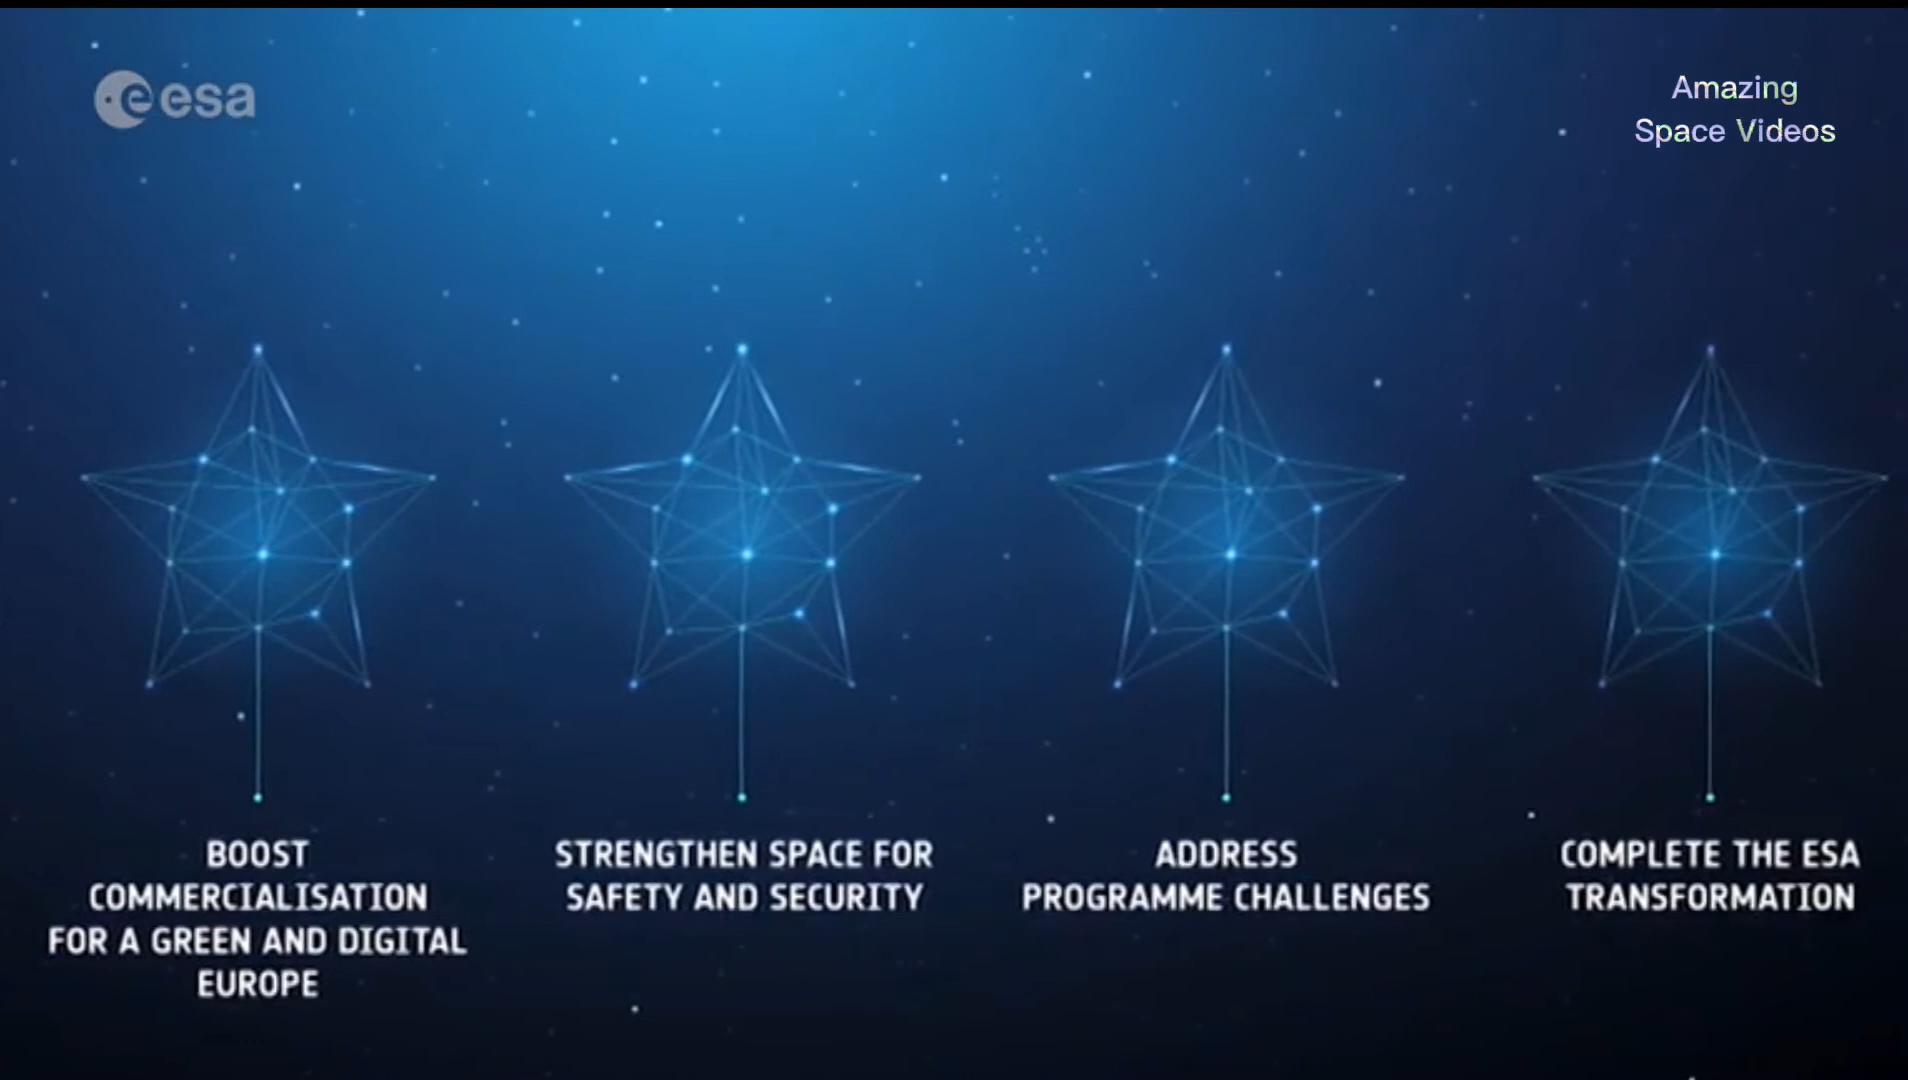 esa
Amazing
Space Videos
BOOST
COMMERCIALISATION
FOR A GREEN AND DIGITAL
EUROPE
STRENGTHEN SPACE FOR
SAFETY AND SECURITY
ADDRESS
PROGRAMME CHALLENGES
COMPLETE THE ESA
TRANSFORMATION